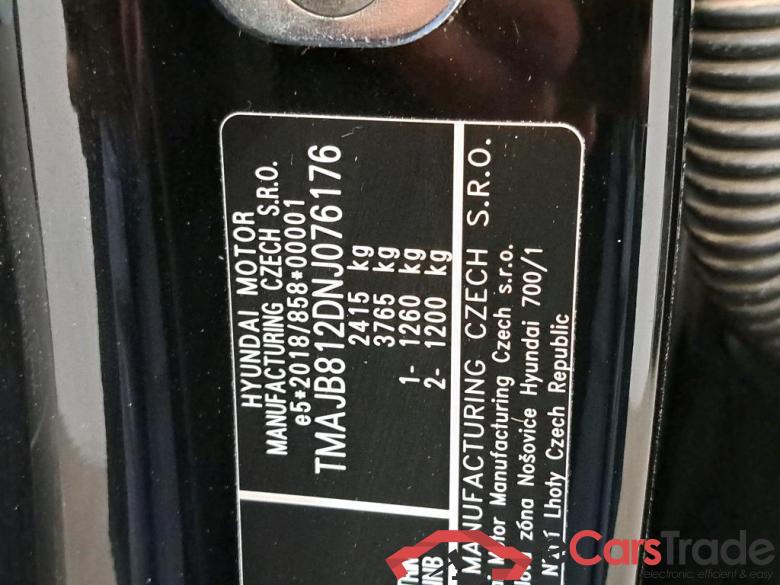 HYUNDAI MOTOR
MANUFACTURING CZECH S.R.O.
e5*2018/858*00001
TMAJB812DNJ076176
2415 kg
3765 kg
1- 1260 kg
2- 1200 kg
MANUFACTURING CZECH S.R.O.
Manufacturing Czech s.r.o.
zóna Nošovice Hyundai 700/1
Lhoty Czech Republic
CarsTrade
electronic, efficient & easy